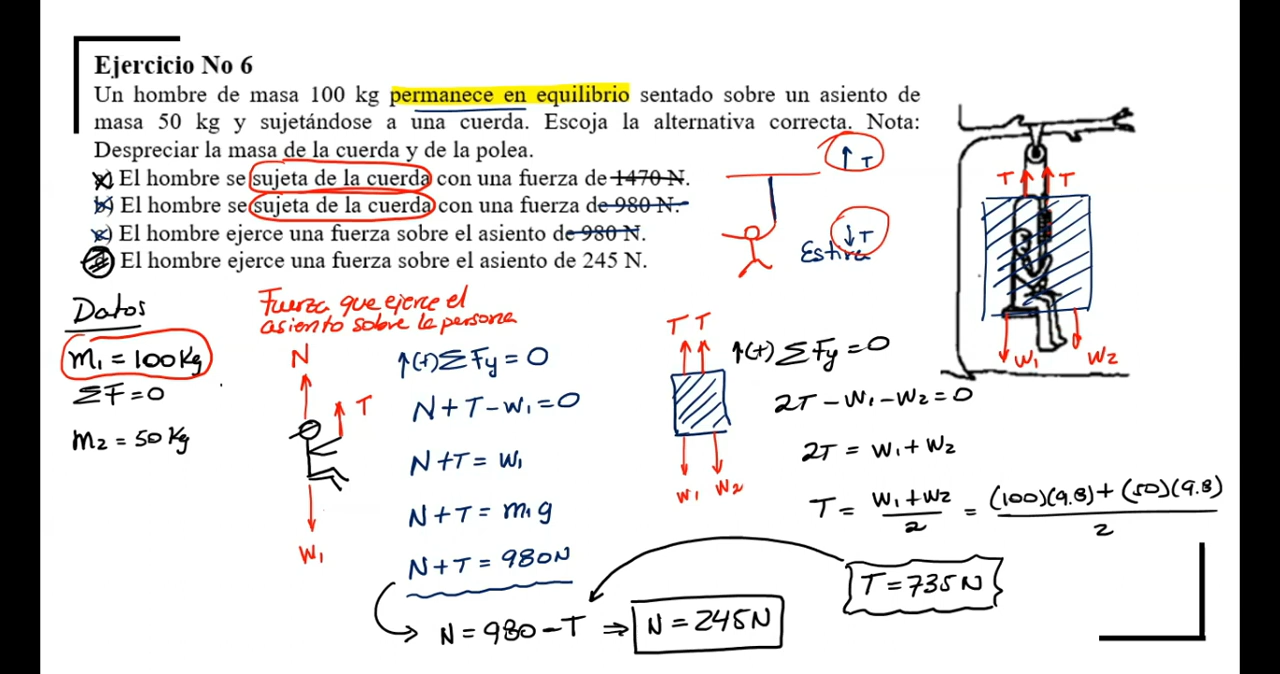 Ejercicio No 6
Un hombre de masa 100 kg permanece en equilibrio sentado sobre un asiento de
masa 50 kg y sujetándose a una cuerda. Escoja la alternativa correcta. Nota:
Despreciar la masa de la cuerda y de la polea.
a) El hombre se sujeta de la cuerda con una fuerza de 1470 N.
b) El hombre se sujeta de la cuerda con una fuerza de 980 N.
c) El hombre ejerce una fuerza sobre el asiento de 980 N.
d) El hombre ejerce una fuerza sobre el asiento de 245 N.
↑ T
↓ T
Estira
T T
W1 W2
Datos
m1 = 100 Kg
ΣF = 0
m2 = 50 Kg
Fuerza que ejerce el
asiento sobre la persona
N
T
W1
↑(+) ΣFy = 0
N + T - W1 = 0
N + T = W1
N + T = m1g
N + T = 980N
N = 980 - T ⇒ N = 245N
T T
W1 W2
↑(+) ΣFy = 0
2T - W1 - W2 = 0
2T = W1 + W2
T = (W1 + W2)/2 = ((100)(9.8) + (50)(9.8))/2
T = 735 N